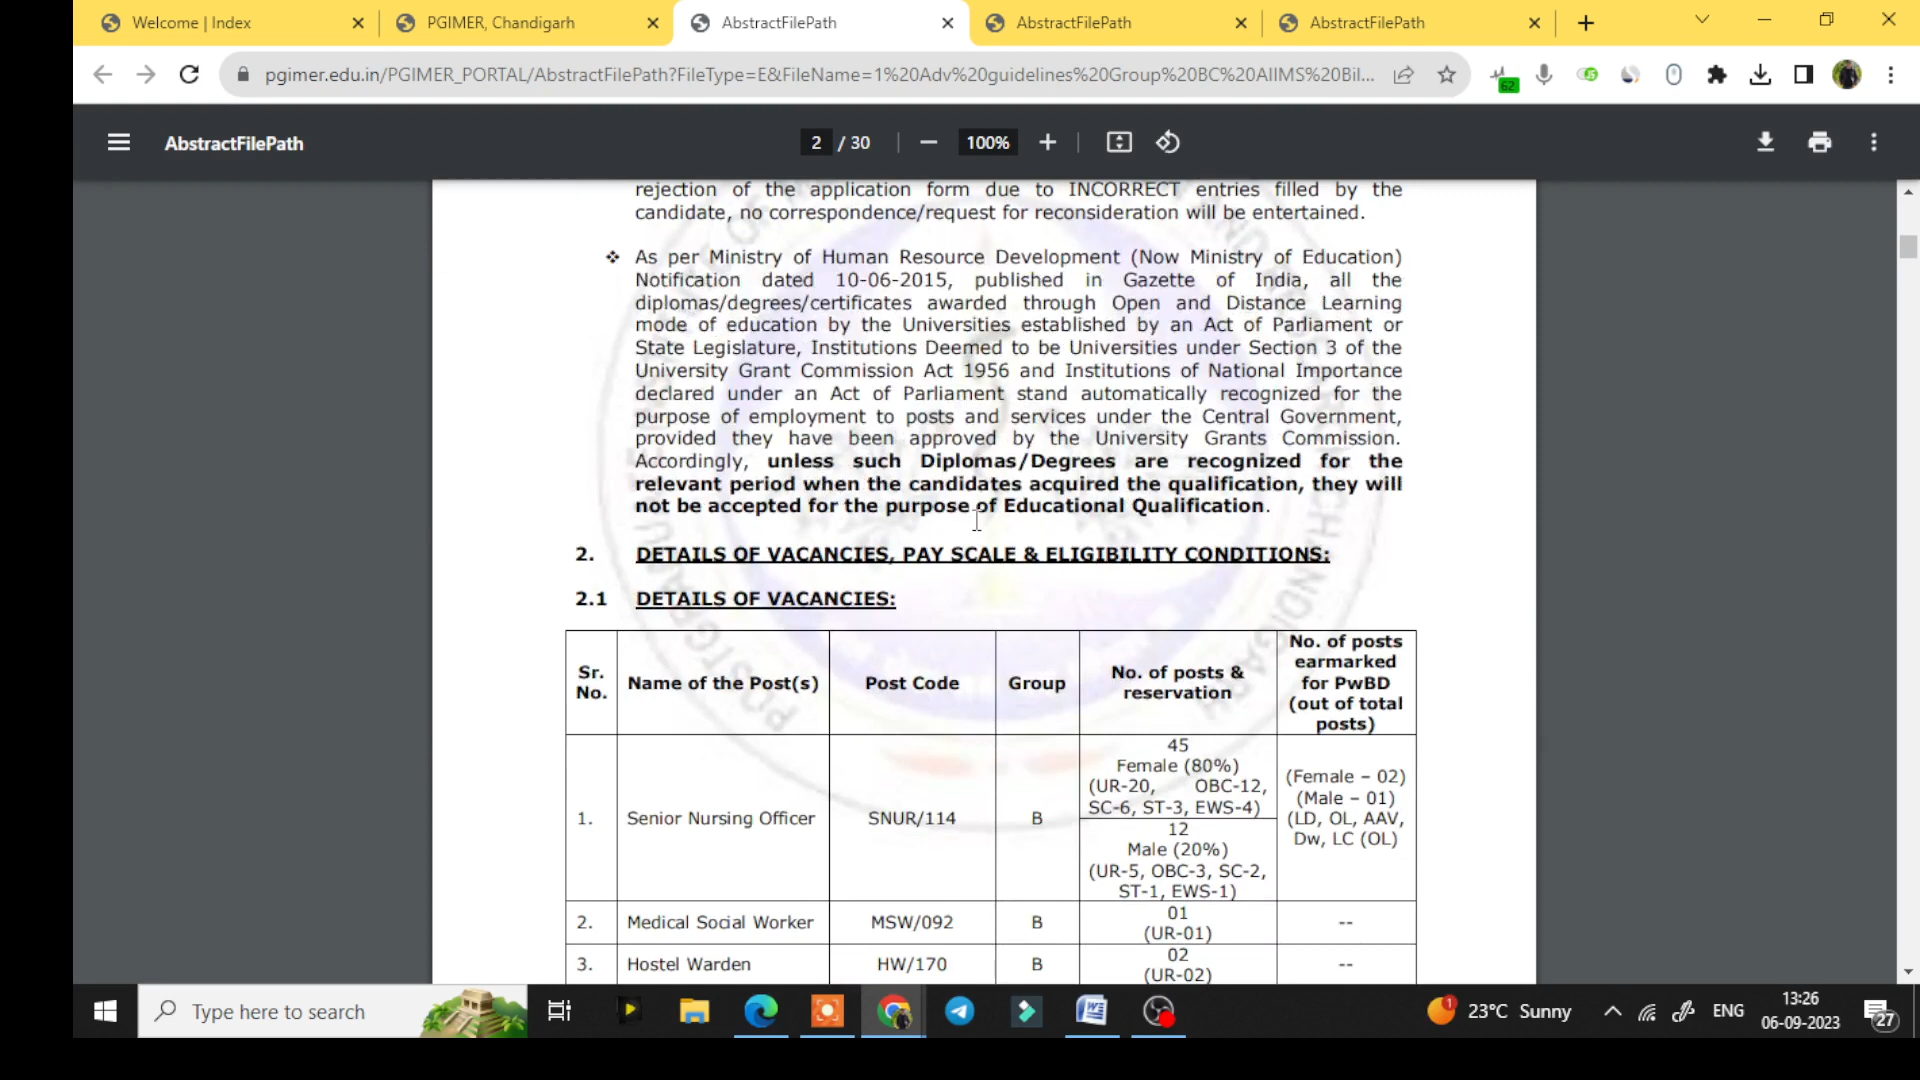 Welcome | Index
PGIMER, Chandigarh
AbstractFilePath
AbstractFilePath
AbstractFilePath
pgimer.edu.in/PGIMER_PORTAL/AbstractFilePath?FileType=E&FileName=1%20Adv%20guidelines%20Group%20BC%20AIIMS%20Bil...
62
AbstractFilePath
2 / 30
100%
rejection of the application form due to INCORRECT entries filled by the
candidate, no correspondence/request for reconsideration will be entertained.
❖ As per Ministry of Human Resource Development (Now Ministry of Education)
Notification dated 10-06-2015, published in Gazette of India, all the
diplomas/degrees/certificates awarded through Open and Distance Learning
mode of education by the Universities established by an Act of Parliament or
State Legislature, Institutions Deemed to be Universities under Section 3 of the
University Grant Commission Act 1956 and Institutions of National Importance
declared under an Act of Parliament stand automatically recognized for the
purpose of employment to posts and services under the Central Government,
provided they have been approved by the University Grants Commission.
Accordingly, unless such Diplomas/Degrees are recognized for the
relevant period when the candidates acquired the qualification, they will
not be accepted for the purpose of Educational Qualification.
2. DETAILS OF VACANCIES, PAY SCALE & ELIGIBILITY CONDITIONS:
2.1 DETAILS OF VACANCIES:
Sr. No.
Name of the Post(s)
Post Code
Group
No. of posts &
reservation
No. of posts
earmarked
for PwBD
(out of total
posts)
1.
Senior Nursing Officer
SNUR/114
B
45
Female (80%)
(UR-20, OBC-12,
SC-6, ST-3, EWS-4)
12
Male (20%)
(UR-5, OBC-3, SC-2,
ST-1, EWS-1)
(Female – 02)
(Male – 01)
(LD, OL, AAV,
Dw, LC (OL)
2.
Medical Social Worker
MSW/092
B
01
(UR-01)
--
3.
Hostel Warden
HW/170
B
02
(UR-02)
--
Type here to search
1
23°C Sunny
ENG
13:26
06-09-2023
27